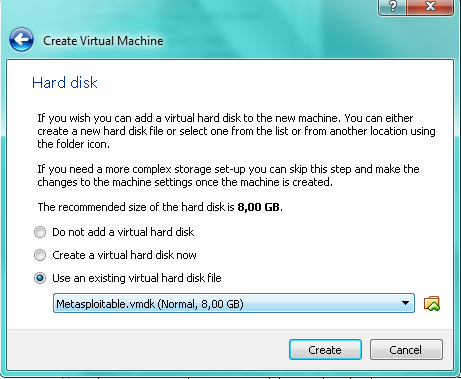 Create Virtual Machine
Hard disk
If you wish you can add a virtual hard disk to the new machine. You can either
create a new hard disk file or select one from the list or from another location using
the folder icon.
If you need a more complex storage set-up you can skip this step and make the
changes to the machine settings once the machine is created.
The recommended size of the hard disk is 8,00 GB.
Do not add a virtual hard disk
Create a virtual hard disk now
Use an existing virtual hard disk file
Metasploitable.vmdk (Normal, 8,00 GB)
Create
Cancel